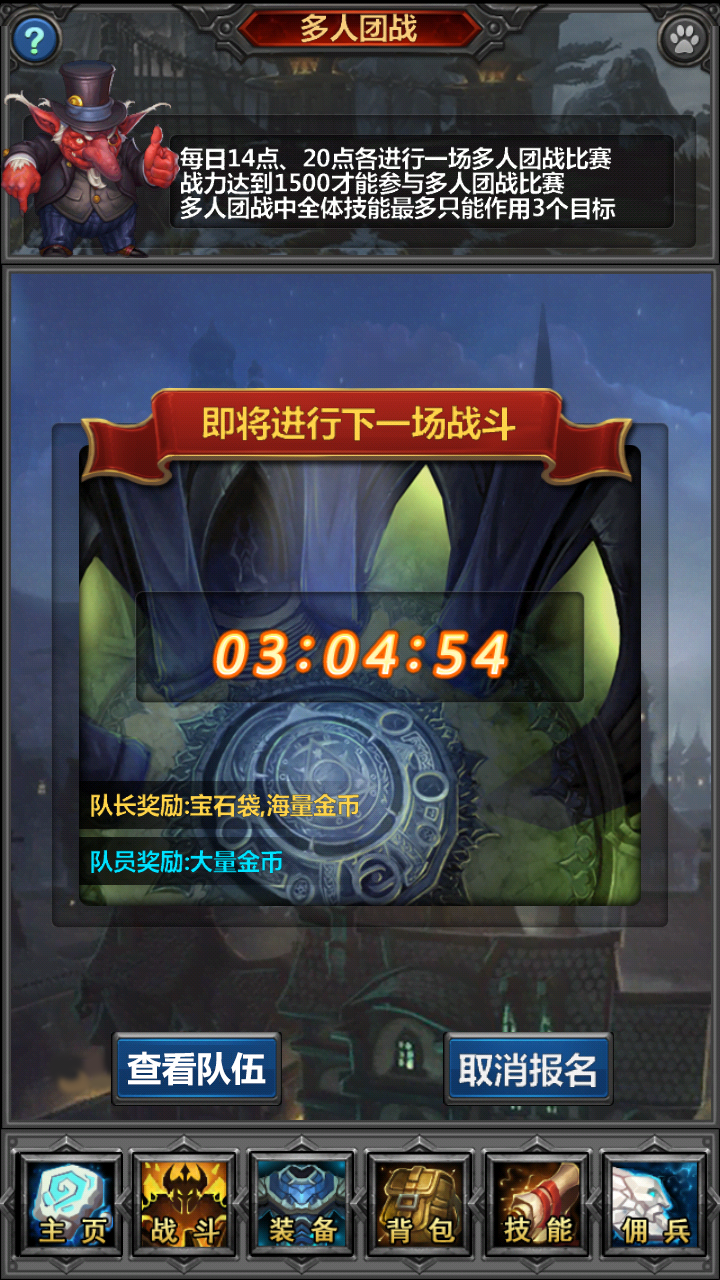 ?
多人团战
每日14点、20点各进行一场多人团战比赛
战力达到1500才能参与多人团战比赛
多人团战中全体技能最多只能作用3个目标
即将进行下一场战斗
03:04:54
队长奖励:宝石袋,海量金币
队员奖励:大量金币
查看队伍
取消报名
主页
战斗
装备
背包
技能
佣兵